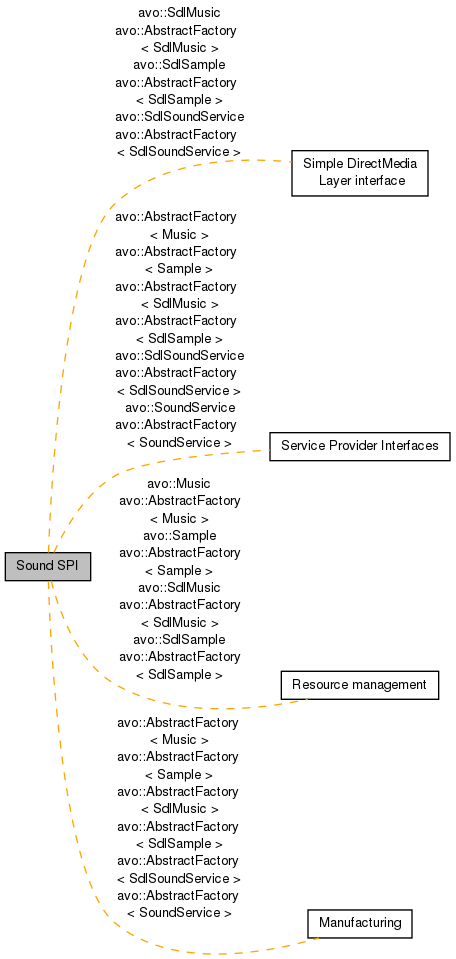 avo::SdlMusic
avo::AbstractFactory
< SdlMusic >
avo::SdlSample
avo::AbstractFactory
< SdlSample >
avo::SdlSoundService
avo::AbstractFactory
< SdlSoundService >
Simple DirectMedia
Layer interface
avo::AbstractFactory
< Music >
avo::AbstractFactory
< Sample >
avo::AbstractFactory
< SdlMusic >
avo::AbstractFactory
< SdlSample >
avo::SdlSoundService
avo::AbstractFactory
< SdlSoundService >
avo::SoundService
avo::AbstractFactory
< SoundService >
Service Provider Interfaces
avo::Music
avo::AbstractFactory
< Music >
avo::Sample
avo::AbstractFactory
< Sample >
avo::SdlMusic
avo::AbstractFactory
< SdlMusic >
avo::SdlSample
avo::AbstractFactory
< SdlSample >
Sound SPI
Resource management
avo::AbstractFactory
< Music >
avo::AbstractFactory
< Sample >
avo::AbstractFactory
< SdlMusic >
avo::AbstractFactory
< SdlSample >
avo::AbstractFactory
< SdlSoundService >
avo::AbstractFactory
< SoundService >
Manufacturing